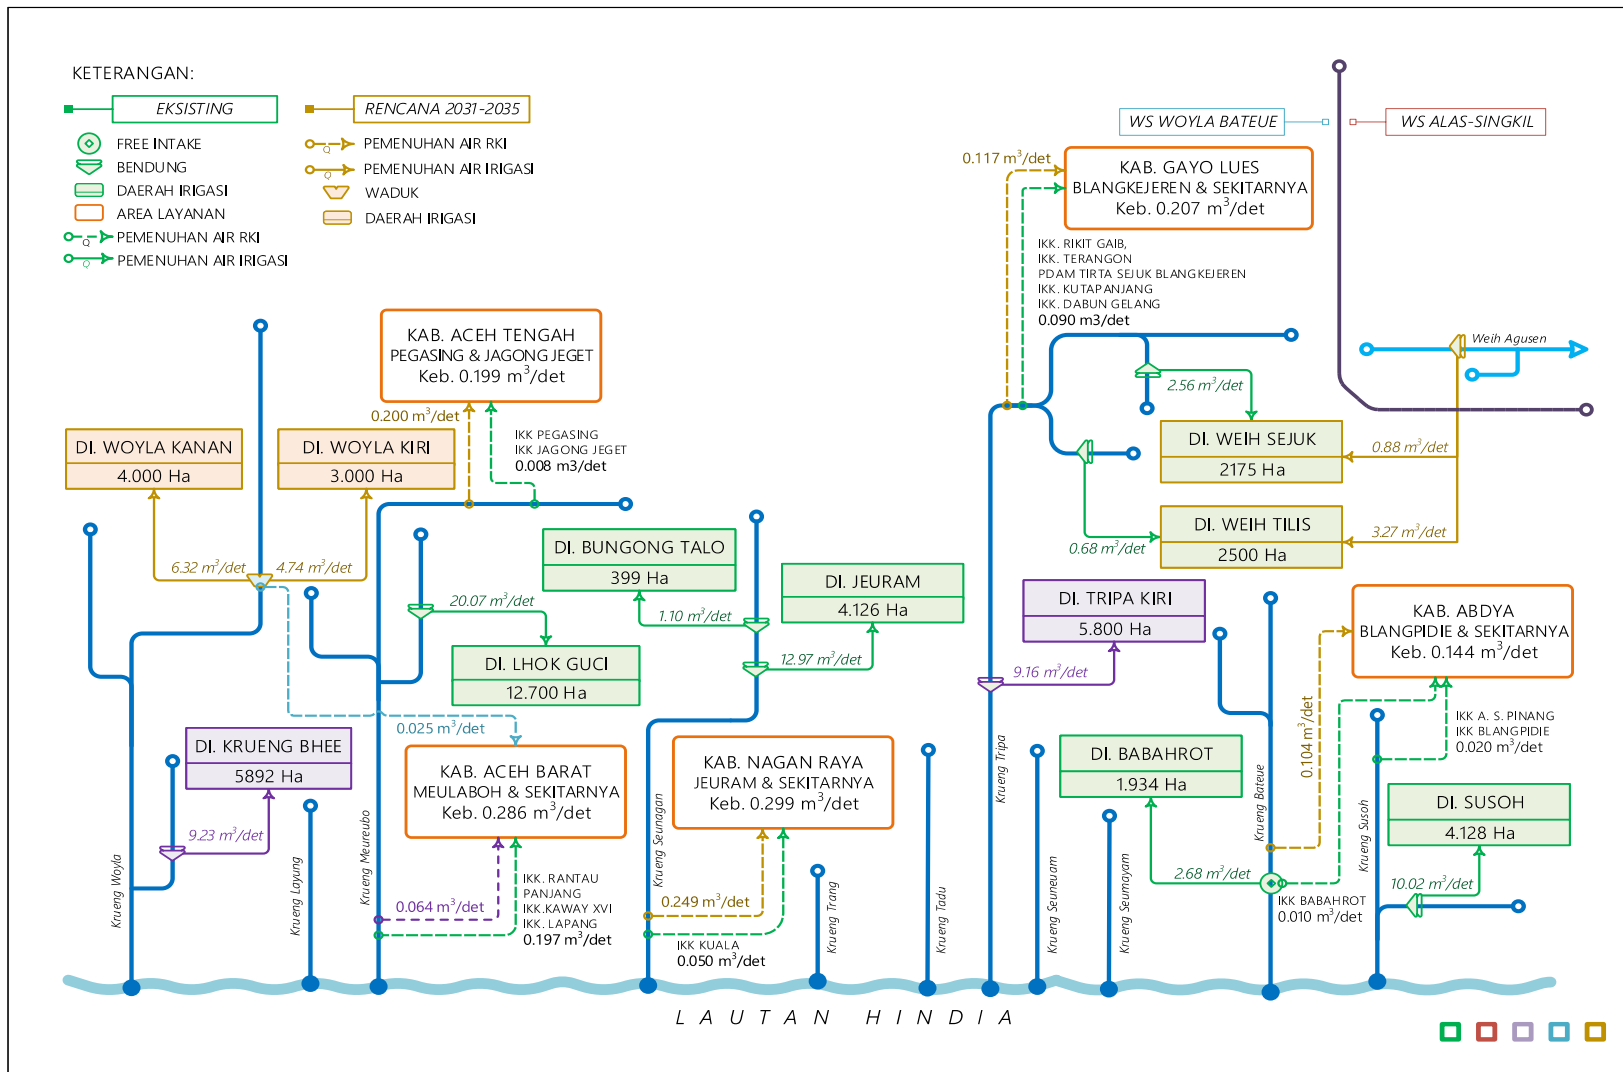 KETERANGAN:
EKSISTING
FREE INTAKE
BENDUNG
DAERAH IRIGASI
AREA LAYANAN
Q PEMENUHAN AIR RKI
Q PEMENUHAN AIR IRIGASI
RENCANA 2031-2035
Q PEMENUHAN AIR RKI
Q PEMENUHAN AIR IRIGASI
WADUK
DAERAH IRIGASI
WS WOYLA BATEUE
WS ALAS-SINGKIL
0.117 m³/det
KAB. GAYO LUES
BLANGKEJEREN & SEKITARNYA
Keb. 0.207 m³/det
IKK. RIKIT GAIB,
IKK. TERANGON
PDAM TIRTA SEJUK BLANGKEJEREN
IKK. KUTAPANJANG
IKK. DABUN GELANG
0.090 m3/det
Weih Agusen
2.56 m³/det
DI. WEIH SEJUK
2175 Ha
0.88 m³/det
DI. WEIH TILIS
2500 Ha
0.68 m³/det
3.27 m³/det
KAB. ACEH TENGAH
PEGASING & JAGONG JEGET
Keb. 0.199 m³/det
0.200 m³/det
IKK PEGASING
IKK JAGONG JEGET
0.008 m3/det
DI. WOYLA KANAN
4.000 Ha
DI. WOYLA KIRI
3.000 Ha
6.32 m³/det
4.74 m³/det
DI. BUNGONG TALO
399 Ha
1.10 m³/det
DI. JEURAM
4.126 Ha
12.97 m³/det
20.07 m³/det
DI. LHOK GUCI
12.700 Ha
DI. TRIPA KIRI
5.800 Ha
9.16 m³/det
KAB. ABDYA
BLANGPIDIE & SEKITARNYA
Keb. 0.144 m³/det
0.104 m³/det
IKK A. S. PINANG
IKK BLANGPIDIE
0.020 m³/det
0.025 m³/det
DI. KRUENG BHEE
5892 Ha
9.23 m³/det
KAB. ACEH BARAT
MEULABOH & SEKITARNYA
Keb. 0.286 m³/det
0.064 m³/det
IKK. RANTAU
PANJANG
IKK.KAWAY XVI
IKK. LAPANG
0.197 m³/det
KAB. NAGAN RAYA
JEURAM & SEKITARNYA
Keb. 0.299 m³/det
0.249 m³/det
IKK KUALA
0.050 m³/det
DI. BABAHROT
1.934 Ha
2.68 m³/det
IKK BABAHROT
0.010 m³/det
DI. SUSOH
4.128 Ha
10.02 m³/det
Krueng Woyla
Krueng Layung
Krueng Meureubo
Krueng Seunagan
Krueng Trang
Krueng Tadu
Krueng Tripa
Krueng Seuneuam
Krueng Seumayam
Krueng Bateue
Krueng Susoh
LAUTAN HINDIA